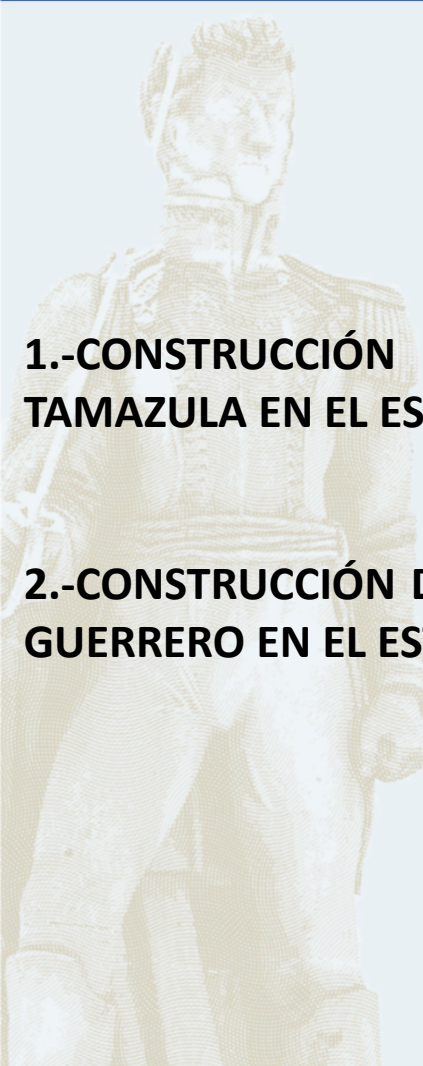 1.-CONSTRUCCIÓN
TAMAZULA EN EL ES
2.-CONSTRUCCIÓN D
GUERRERO EN EL ES